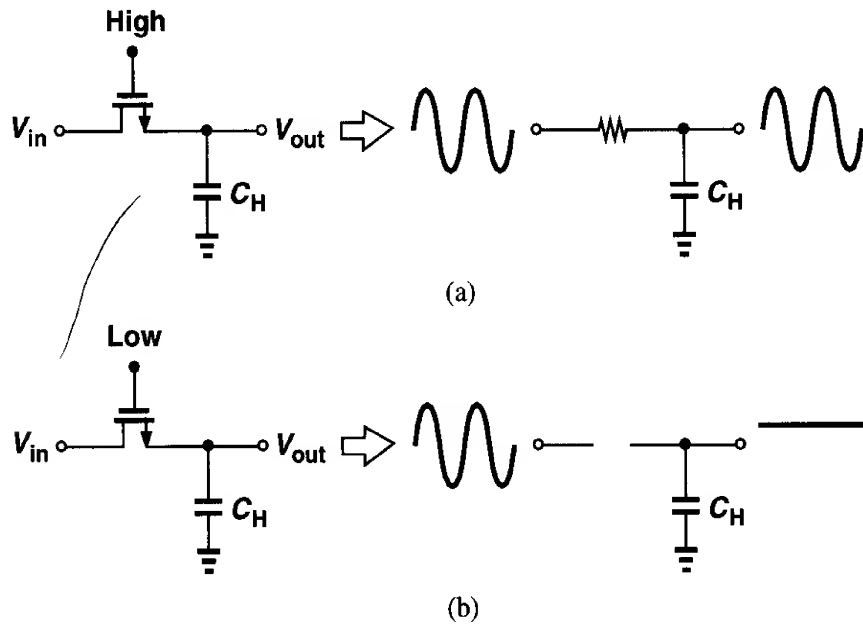 High
V_in
V_out
C_H
C_H
(a)
Low
V_in
V_out
C_H
C_H
(b)